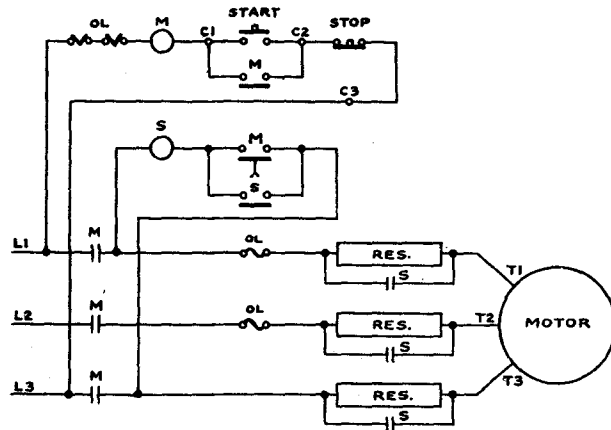 START
OL M C1 C2 STOP
M
C3
S M
S
L1 M OL RES. T1
S
L2 M OL RES. T2 MOTOR
S
T3
L3 M RES.
S